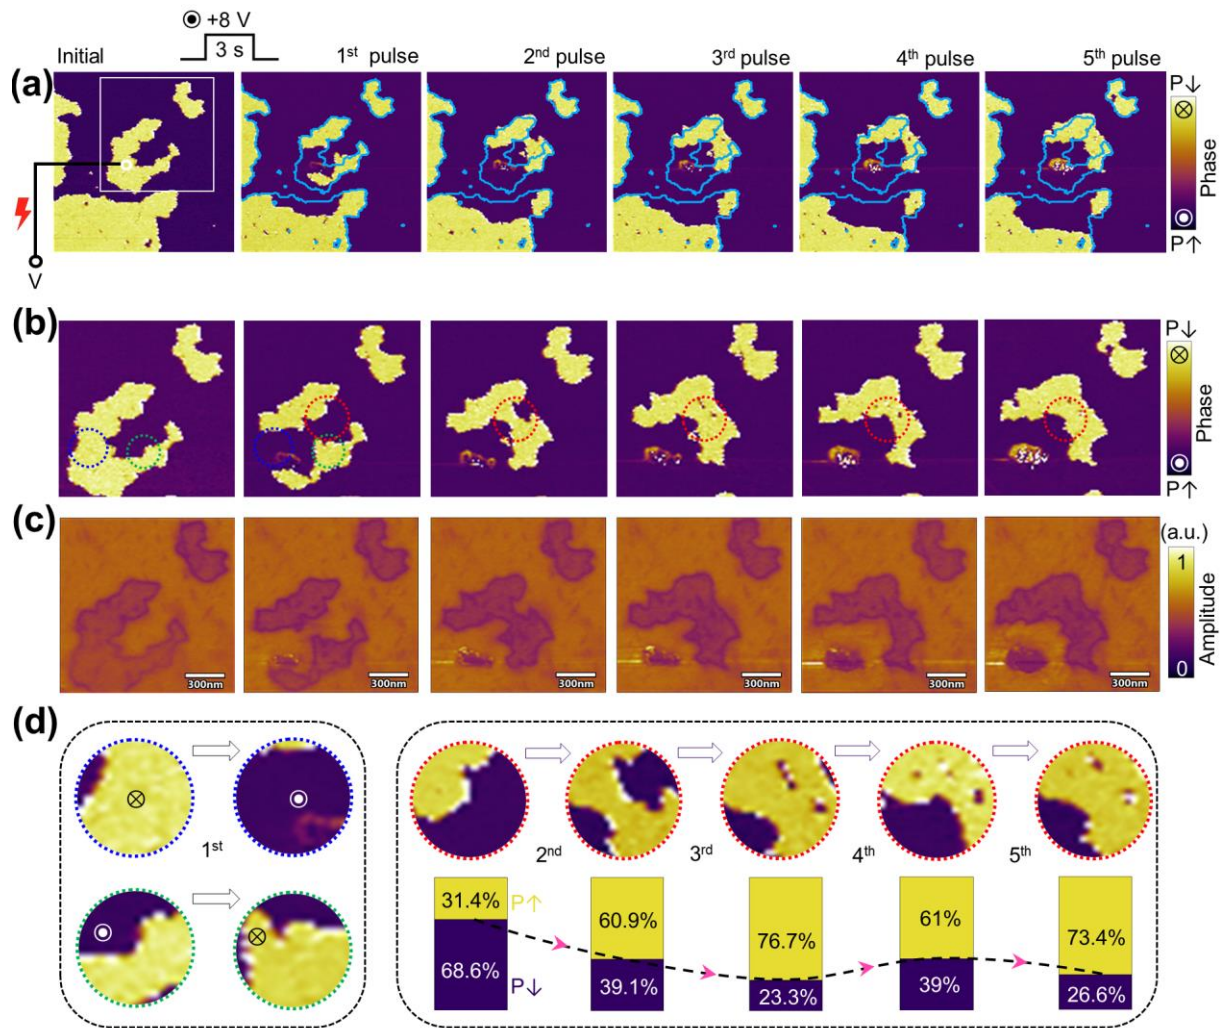 ⦿ +8 V
3 s
Initial
1st pulse
2nd pulse
3rd pulse
4th pulse
5th pulse
(a)
V
P↓
⊗
Phase
⦿
P↑
(b)
P↓
⊗
Phase
⦿
P↑
(c)
300nm
300nm
300nm
300nm
300nm
300nm
(a.u.)
1
Amplitude
0
(d)
⊗
⦿
1st
⦿
⊗
2nd
3rd
4th
5th
31.4%
P↑
60.9%
76.7%
61%
73.4%
68.6%
P↓
39.1%
23.3%
39%
26.6%